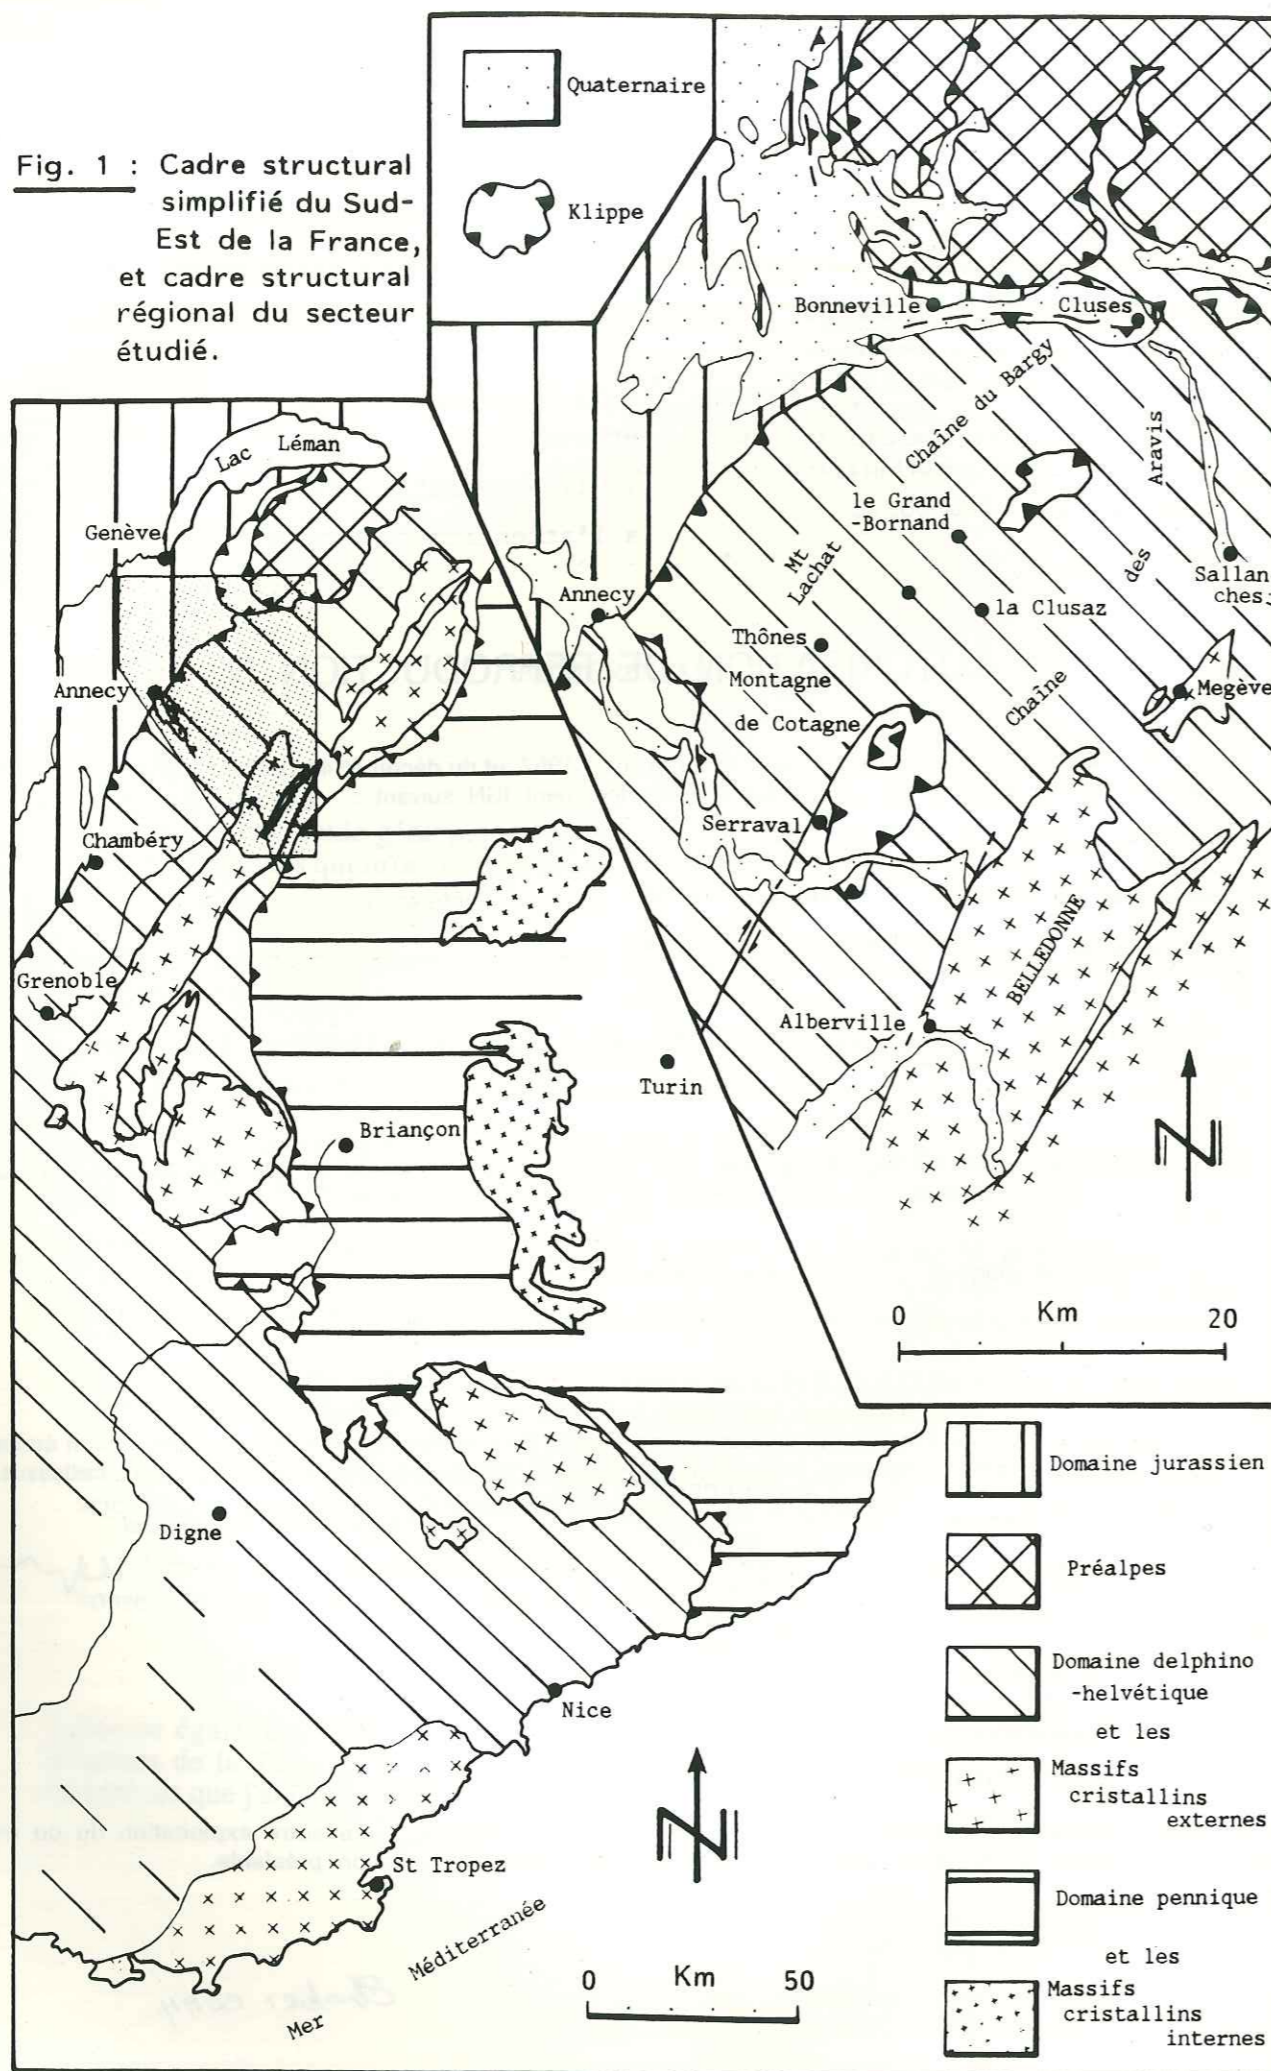 Fig. 1 : Cadre structural
simplifié du Sud-
Est de la France,
et cadre structural
régional du secteur
étudié.
Quaternaire
Klippe
Bonneville
Cluses
Chaîne du Bargy
Aravis
des
Chaîne
le Grand
-Bornand
Mt
Lachat
Annecy
la Clusaz
Sallan
ches
Thônes
Montagne
de Cotagne
Megève
Serraval
BELLEDONNE
Alberville
N
0 Km 20
Lac Léman
Genève
Annecy
Chambéry
Grenoble
Turin
Briançon
Digne
Nice
St Tropez
Mer Méditerranée
N
0 Km 50
Domaine jurassien
Préalpes
Domaine delphino
-helvétique
et les
Massifs
cristallins
externes
Domaine pennique
et les
Massifs
cristallins
internes